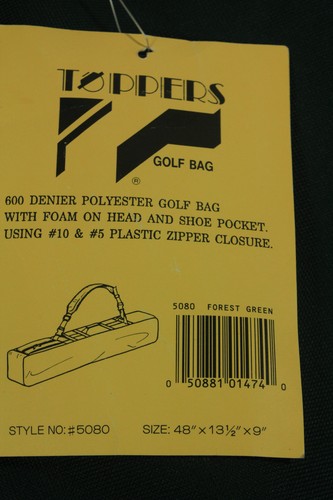 TOPPERS
GOLF BAG
®
600 DENIER POLYESTER GOLF BAG
WITH FOAM ON HEAD AND SHOE POCKET.
USING #10 & #5 PLASTIC ZIPPER CLOSURE.
5080 FOREST GREEN
0 50881 01474 0
STYLE NO: #5080 SIZE: 48" × 13½" × 9"